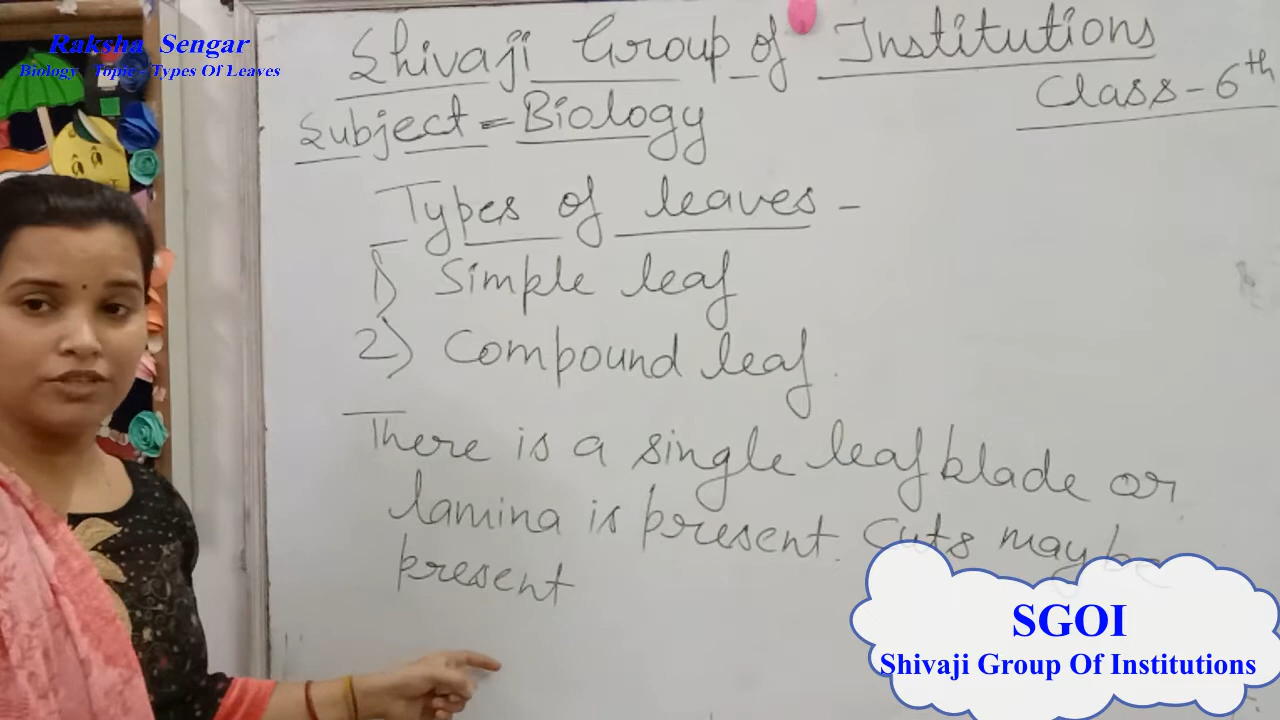 Raksha Sengar
Biology Topic - Types Of Leaves
Shivaji Group of Institutions
Class - 6th
Subject = Biology
Types of leaves -
1) Simple leaf
2) Compound leaf.
There is a single leaf blade or
lamina is present. Cuts may be
present
SGOI
Shivaji Group Of Institutions